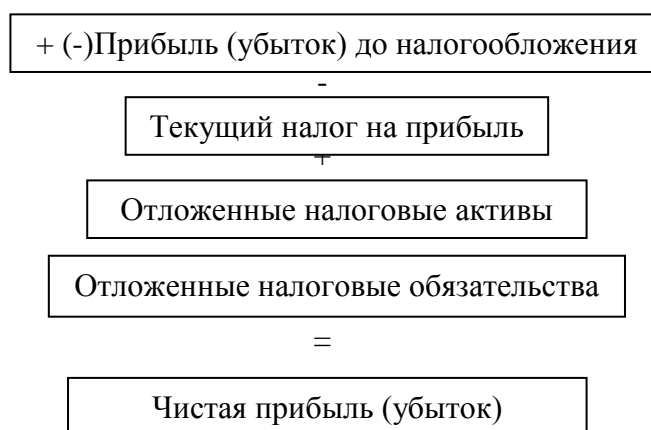 + (-)Прибыль (убыток) до налогообложения
-
Текущий налог на прибыль
+
Отложенные налоговые активы
Отложенные налоговые обязательства
=
Чистая прибыль (убыток)